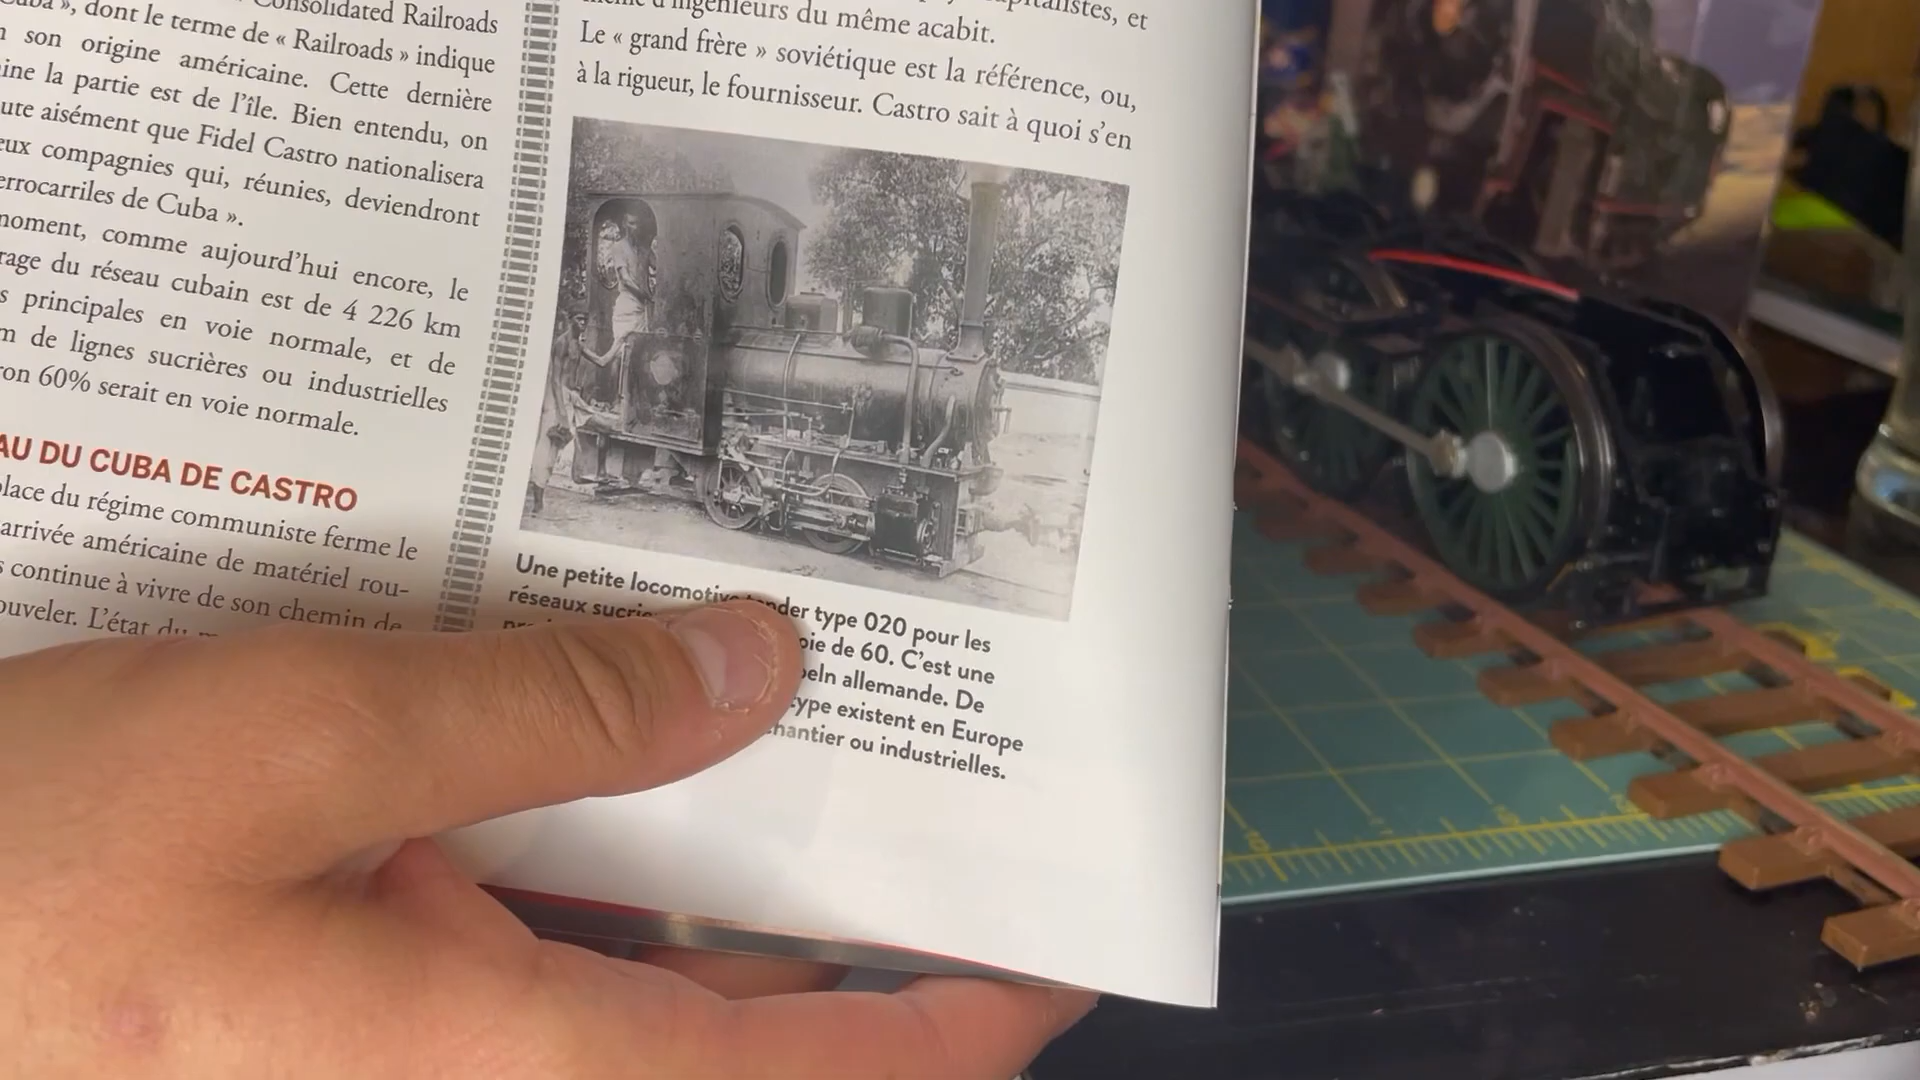 », dont le terme de « Railroads » indique
son origine américaine. Cette dernière
la partie est de l'île. Bien entendu, on
aisément que Fidel Castro nationalisera
compagnies qui, réunies, deviendront
de Cuba ».
comme aujourd'hui encore, le
du réseau cubain est de 4 226 km
principales en voie normale, et de
de lignes sucrières ou industrielles
60% serait en voie normale.
DU CUBA DE CASTRO
du régime communiste ferme le
arrivée américaine de matériel rou-
continue à vivre de son chemin de
L'état du
et
d'ingénieurs du même acabit.
Le « grand frère » soviétique est la référence, ou,
à la rigueur, le fournisseur. Castro sait à quoi s'en
Une petite locomotive tender type 020 pour les
réseaux
de 60. C'est une
allemande. De
existent en Europe
ou industrielles.